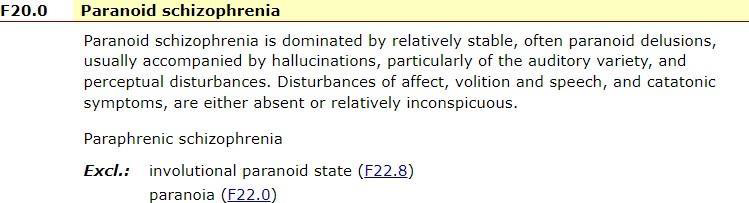 F20.0 Paranoid schizophrenia
Paranoid schizophrenia is dominated by relatively stable, often paranoid delusions,
usually accompanied by hallucinations, particularly of the auditory variety, and
perceptual disturbances. Disturbances of affect, volition and speech, and catatonic
symptoms, are either absent or relatively inconspicuous.
Paraphrenic schizophrenia
Excl.: involutional paranoid state (F22.8)
paranoia (F22.0)